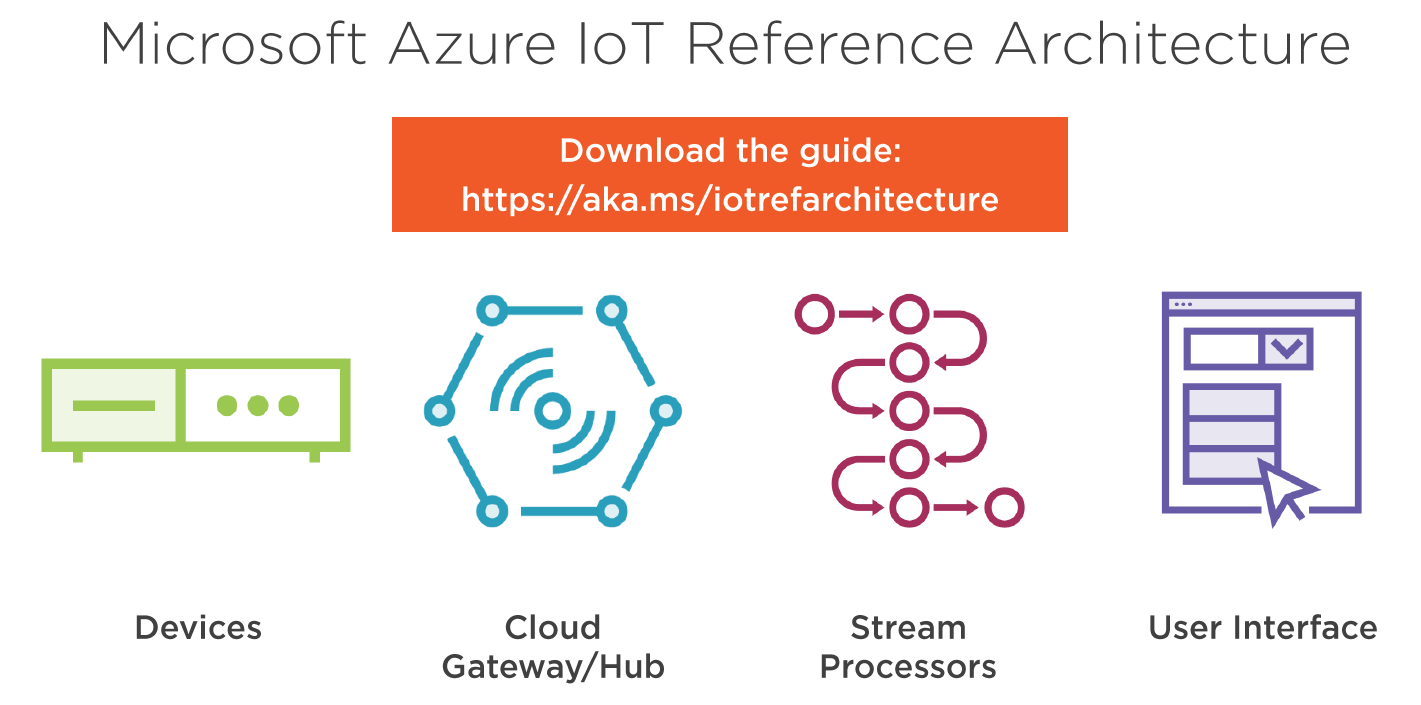 Microsoft Azure IoT Reference Architecture
Download the guide:
https://aka.ms/iotrefarchitecture
Devices
Cloud
Gateway/Hub
Stream
Processors
User Interface